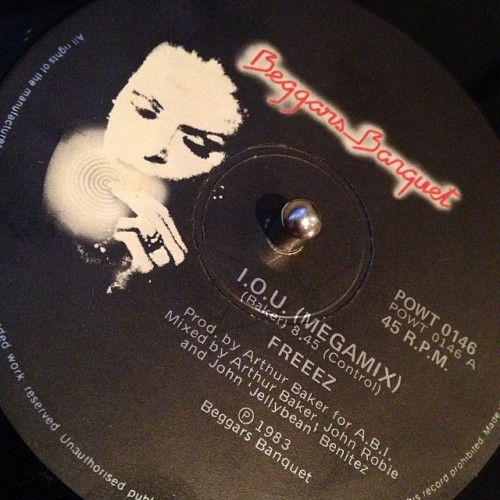 Beggars Banquet
All rights of the manufacturer
I.O.U. (MEGAMIX)
(Baker) 8.45 (Control)
FREEEZ
Prod. by Arthur Baker for A.B.I.
Mixed by Arthur Baker, John Robie
and John 'Jellybean' Benitez
℗ 1983
Beggars Banquet
POWT 0146
POWT 0146 A
45 R.P.M.
work reserved. Unauthorised
record prohibited. Made